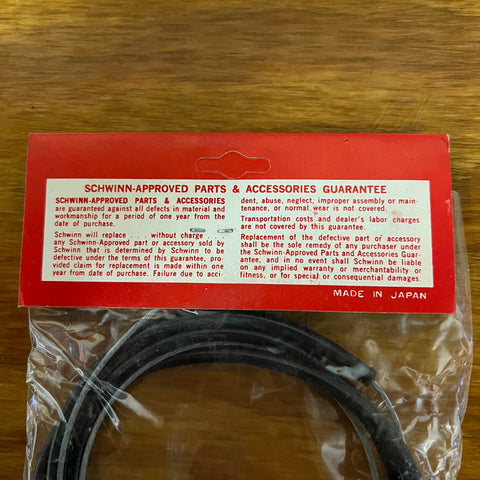 SCHWINN-APPROVED PARTS & ACCESSORIES GUARANTEE
SCHWINN-APPROVED PARTS & ACCESSORIES
are guaranteed against all defects in material and
workmanship for a period of one year from the
date of purchase.
Schwinn will replace . . . without charge . . .
any Schwinn-Approved part or accessory sold by
Schwinn that is determined by Schwinn to be
defective under the terms of this guarantee, pro-
vided claim for replacement is made within one
year from date of purchase. Failure due to acci-
dent, abuse, neglect, improper assembly or main-
tenance, or normal wear is not covered.
Transportation costs and dealer's labor charges
are not covered by this guarantee.
Replacement of the defective part or accessory
shall be the sole remedy of any purchaser under
the Schwinn-Approved Parts and Accessories Guar-
antee, and in no event shall Schwinn be liable
on any implied warranty or merchantability or
fitness, or for special or consequential damages.
MADE IN JAPAN